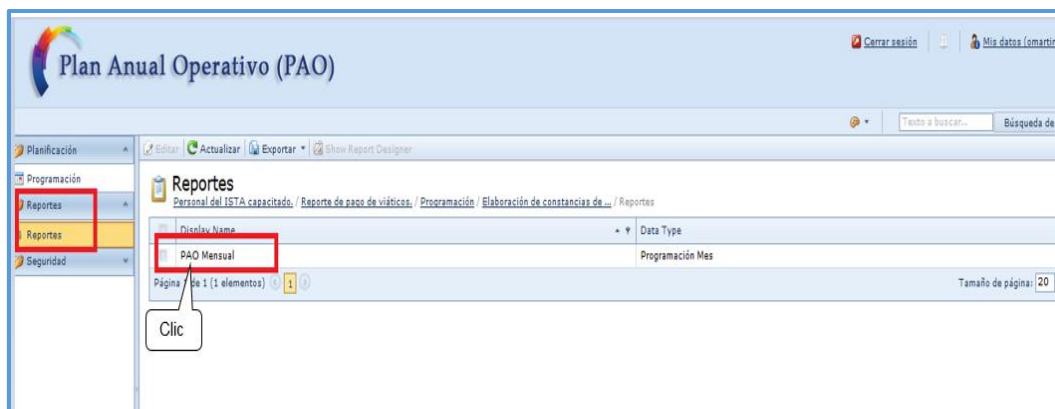 Plan Anual Operativo (PAO)
Cerrar sesión
Mis datos (omartin
Texto a buscar...
Búsqueda de
Planificación
Programación
Reportes
Reportes
Seguridad
Editar Actualizar Exportar Show Report Designer
Reportes
Personal del ISTA capacitado. / Reporte de pago de viáticos. / Programación / Elaboración de constancias de ... / Reportes
Display Name Data Type
PAO Mensual Programación Mes
Página de 1 (1 elementos) 1
Tamaño de página: 20
Clic